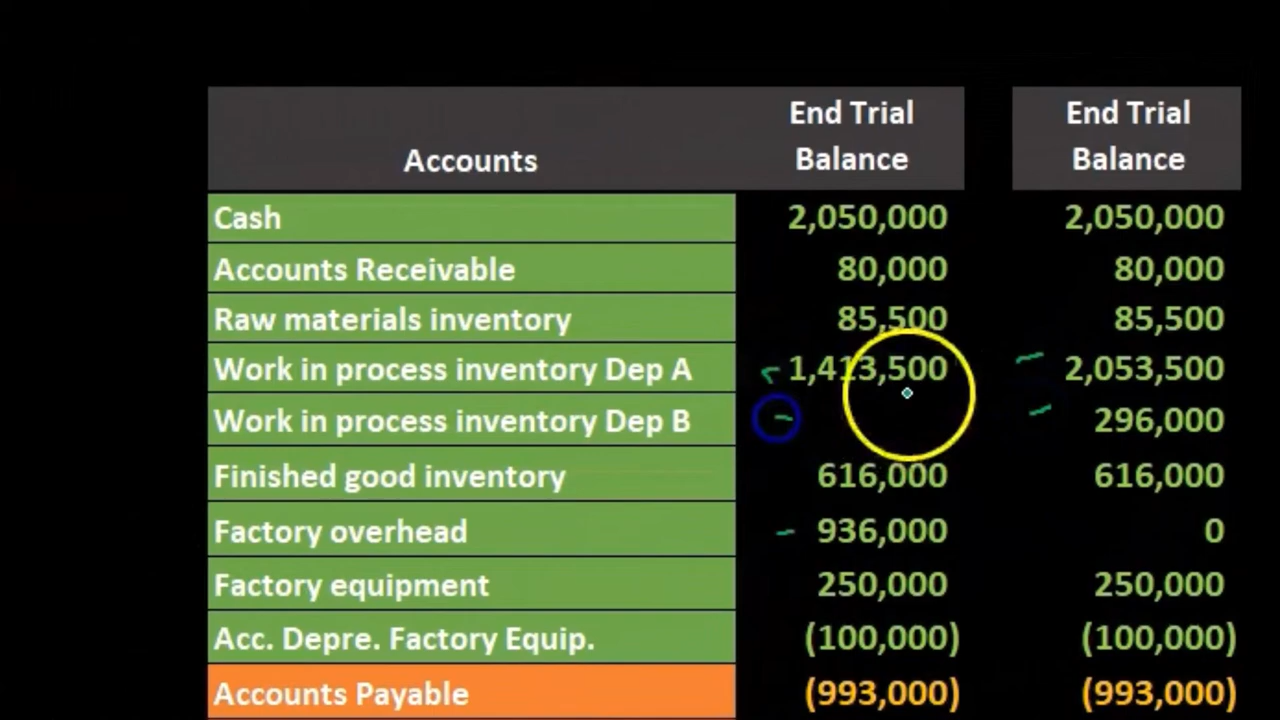 Accounts End Trial Balance End Trial Balance
Cash 2,050,000 2,050,000
Accounts Receivable 80,000 80,000
Raw materials inventory 85,500 85,500
Work in process inventory Dep A 1,413,500 2,053,500
Work in process inventory Dep B 296,000
Finished good inventory 616,000 616,000
Factory overhead 936,000 0
Factory equipment 250,000 250,000
Acc. Depre. Factory Equip. (100,000) (100,000)
Accounts Payable (993,000) (993,000)